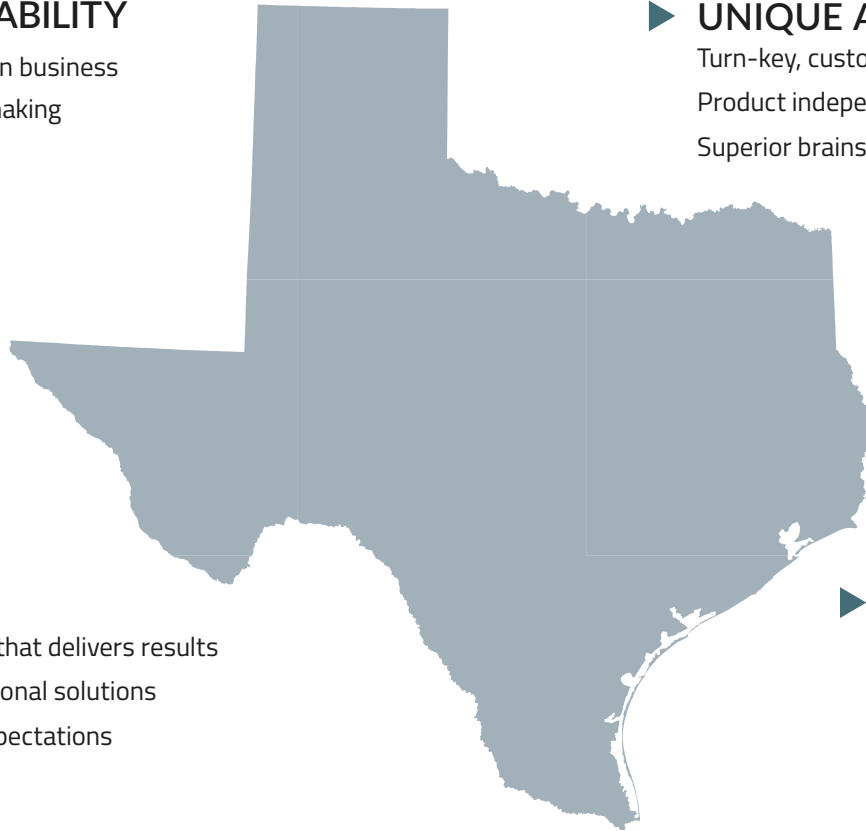 ABILITY
n business
aking
UNIQUE A
Turn-key, custo
Product indepe
Superior brains
that delivers results
onal solutions
pectations